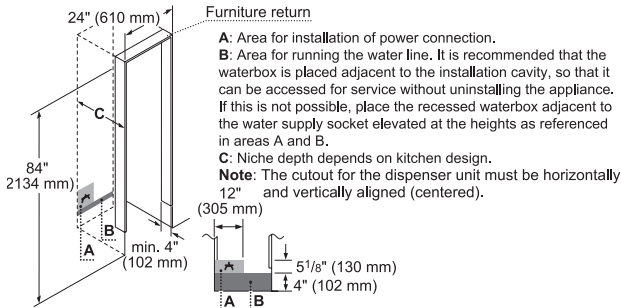 24" (610 mm)
Furniture return
A: Area for installation of power connection.
B: Area for running the water line. It is recommended that the
waterbox is placed adjacent to the installation cavity, so that it
can be accessed for service without uninstalling the appliance.
If this is not possible, place the recessed waterbox adjacent to
the water supply socket elevated at the heights as referenced
in areas A and B.
C: Niche depth depends on kitchen design.
Note: The cutout for the dispenser unit must be horizontally
and vertically aligned (centered).
C
84"
2134 mm)
A
B
min. 4"
(102 mm)
12"
(305 mm)
5 1/8" (130 mm)
4" (102 mm)
A
B